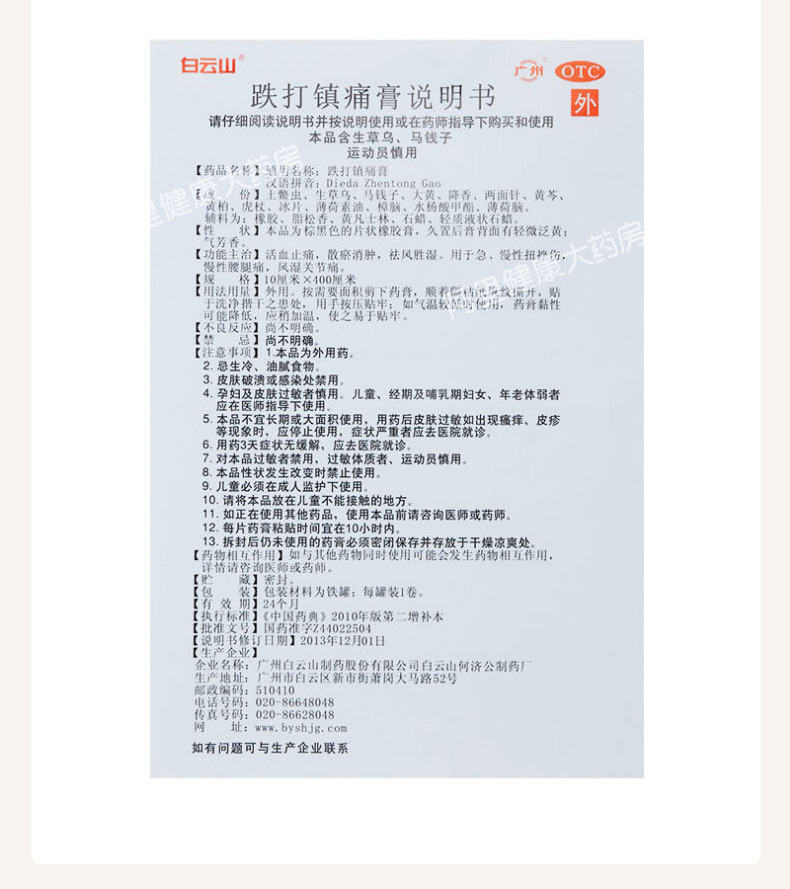 白云山®
广州
OTC
跌打镇痛膏说明书
外
请仔细阅读说明书并按说明使用或在药师指导下购买和使用
本品含生草乌、马钱子
运动员慎用
【药品名称】通用名称：跌打镇痛膏
汉语拼音：Dieda Zhentong Gao
【成　　份】土鳖虫、生草乌、马钱子、大黄、降香、两面针、黄芩、
黄柏、虎杖、冰片、薄荷素油、樟脑、水杨酸甲酯、薄荷脑。
辅料为：橡胶、脂松香、黄凡士林、石蜡、轻质液状石蜡。
【性　　状】本品为棕黑色的片状橡胶膏，久置后膏背面有轻微泛黄；
气芳香。
【功能主治】活血止痛，散瘀消肿，祛风胜湿。用于急、慢性扭挫伤，
慢性腰腿痛，风湿关节痛。
【规　　格】10厘米×400厘米
【用法用量】外用。按需要面积剪下药膏，顺着
撕开，贴
于洗净揩干之患处，用手按压贴牢；如气温较低时使用，药膏黏性
可能降低，应稍加温，使之易于贴牢。
【不良反应】尚不明确。
【禁　　忌】尚不明确。
【注意事项】1.本品为外用药。
2. 忌生冷、油腻食物。
3. 皮肤破溃或感染处禁用。
4. 孕妇及皮肤过敏者慎用。儿童、经期及哺乳期妇女、年老体弱者
应在医师指导下使用。
5. 本品不宜长期或大面积使用，用药后皮肤过敏如出现瘙痒、皮疹
等现象时，应停止使用，症状严重者应去医院就诊。
6. 用药3天症状无缓解，应去医院就诊。
7. 对本品过敏者禁用，过敏体质者、运动员慎用。
8. 本品性状发生改变时禁止使用。
9. 儿童必须在成人监护下使用。
10. 请将本品放在儿童不能接触的地方。
11. 如正在使用其他药品，使用本品前请咨询医师或药师。
12. 每片药膏粘贴时间宜在10小时内。
13. 拆封后仍未使用的药膏必须密闭保存并存放于干燥凉爽处。
【药物相互作用】如与其他药物同时使用可能会发生药物相互作用，
详情请咨询医师或药师。
【贮　　藏】密封。
【包　　装】包装材料为铁罐；每罐装1卷。
【有 效 期】24个月
【执行标准】《中国药典》2010年版第二增补本
【批准文号】国药准字Z44022504
【说明书修订日期】2013年12月01日
【生产企业】
企业名称：广州白云山制药股份有限公司白云山何济公制药厂
生产地址：广州市白云区新市街萧岗大马路52号
邮政编码：510410
电话号码：020-86648048
传真号码：020-86628048
网　　址：www.byshjg.com
如有问题可与生产企业联系
阿里健康大药房